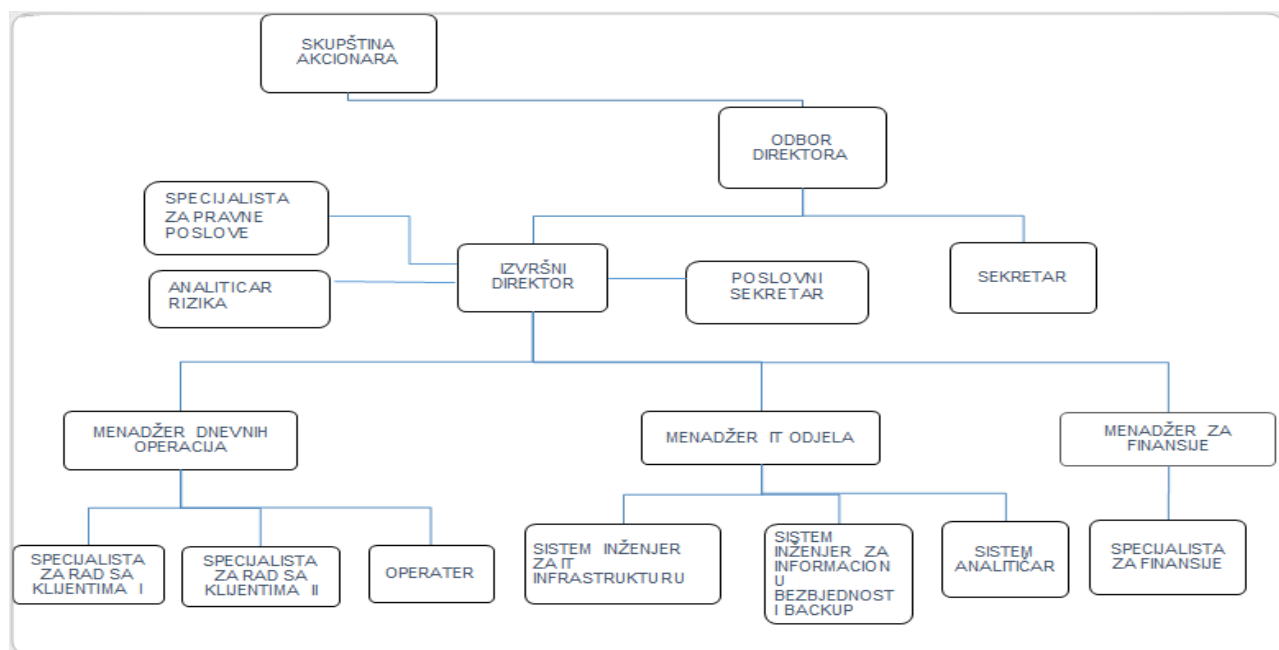 SKUPŠTINA
AKCIONARA
ODBOR
DIREKTORA
SPECIJALISTA
ZA PRAVNE
POSLOVE
IZVRŠNI
DIREKTOR
ANALITICAR
RIZIKA
POSLOVNI
SEKRETAR
SEKRETAR
MENADŽER DNEVNIH
OPERACIJA
MENADŽER IT ODJELA
MENADŽER ZA
FINANSIJE
SPECIJALISTA
ZA RAD SA
KLIJENTIMA I
SPECIJALISTA
ZA RAD SA
KLIJENTIMA II
OPERATER
SISTEM INŽENJER
ZA IT
INFRASTRUKTURU
SISTEM
INŽENJER ZA
INFORMACION
U
BEZBJEDNOST
I BACKUP
SISTEM
ANALITIČAR
SPECIJALISTA
ZA FINANSIJE